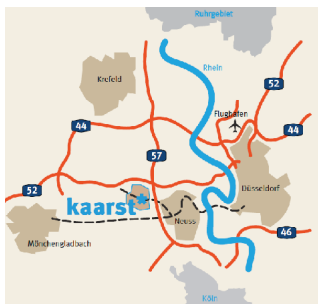 Ruhrgebiet
Rhein
Krefeld
52
Flughafen
44
44
57
52
kaarst*
Düsseldorf
Neuss
Mönchengladbach
46
Köln